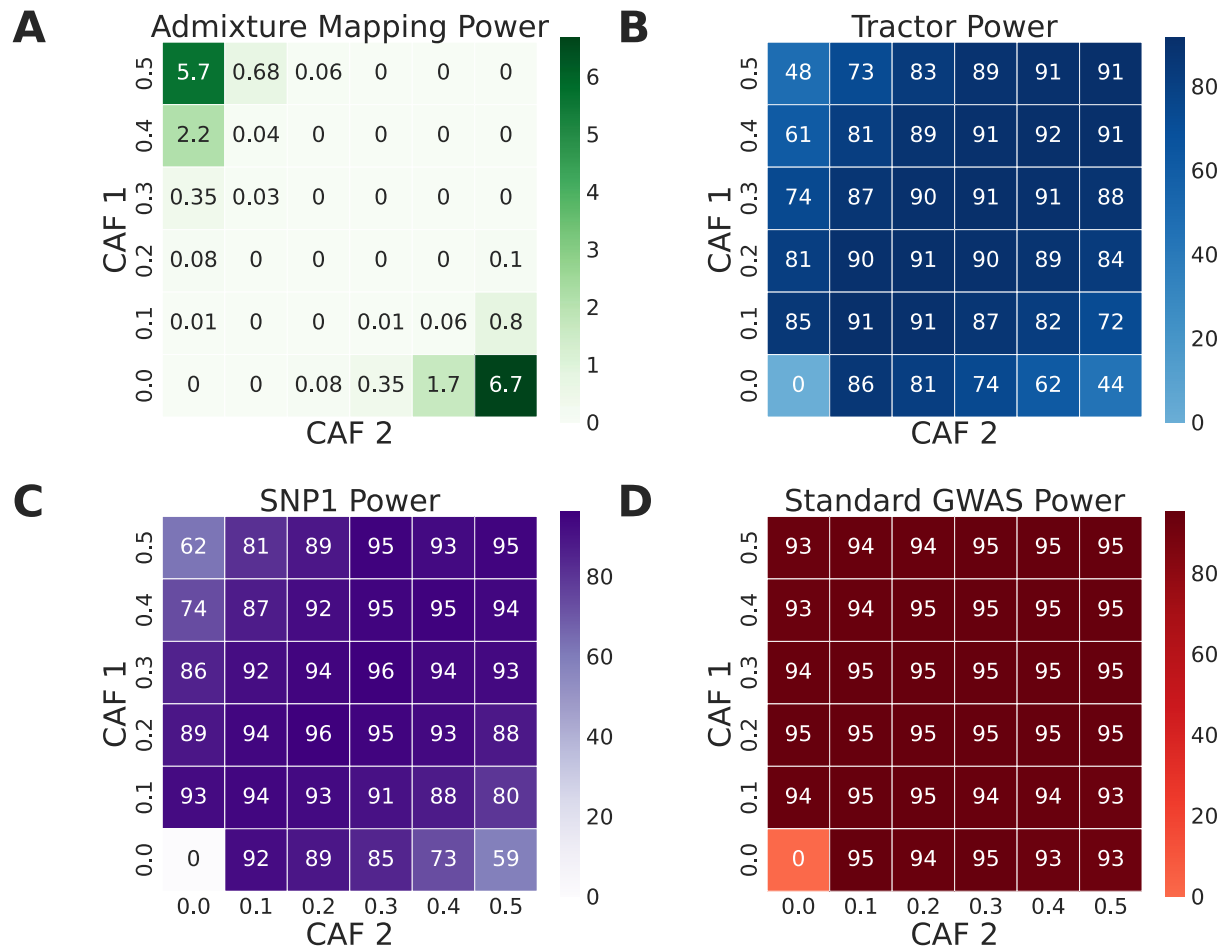 A Admixture Mapping Power
0.5 5.7 0.68 0.06 0 0 0
0.4 2.2 0.04 0 0 0 0
0.3 0.35 0.03 0 0 0 0
0.2 0.08 0 0 0 0 0.1
0.1 0.01 0 0 0.01 0.06 0.8
0.0 0 0 0.08 0.35 1.7 6.7
CAF 1
CAF 2
6
5
4
3
2
1
0
B Tractor Power
0.5 48 73 83 89 91 91
0.4 61 81 89 91 92 91
0.3 74 87 90 91 91 88
0.2 81 90 91 90 89 84
0.1 85 91 91 87 82 72
0.0 0 86 81 74 62 44
CAF 1
CAF 2
80
60
40
20
0
C SNP1 Power
0.5 62 81 89 95 93 95
0.4 74 87 92 95 95 94
0.3 86 92 94 96 94 93
0.2 89 94 96 95 93 88
0.1 93 94 93 91 88 80
0.0 0 92 89 85 73 59
0.0 0.1 0.2 0.3 0.4 0.5
CAF 1
CAF 2
80
60
40
20
0
D Standard GWAS Power
0.5 93 94 94 95 95 95
0.4 93 94 95 95 95 95
0.3 94 95 95 95 95 95
0.2 95 95 95 95 95 95
0.1 94 95 95 94 94 93
0.0 0 95 94 95 93 93
0.0 0.1 0.2 0.3 0.4 0.5
CAF 1
CAF 2
80
60
40
20
0